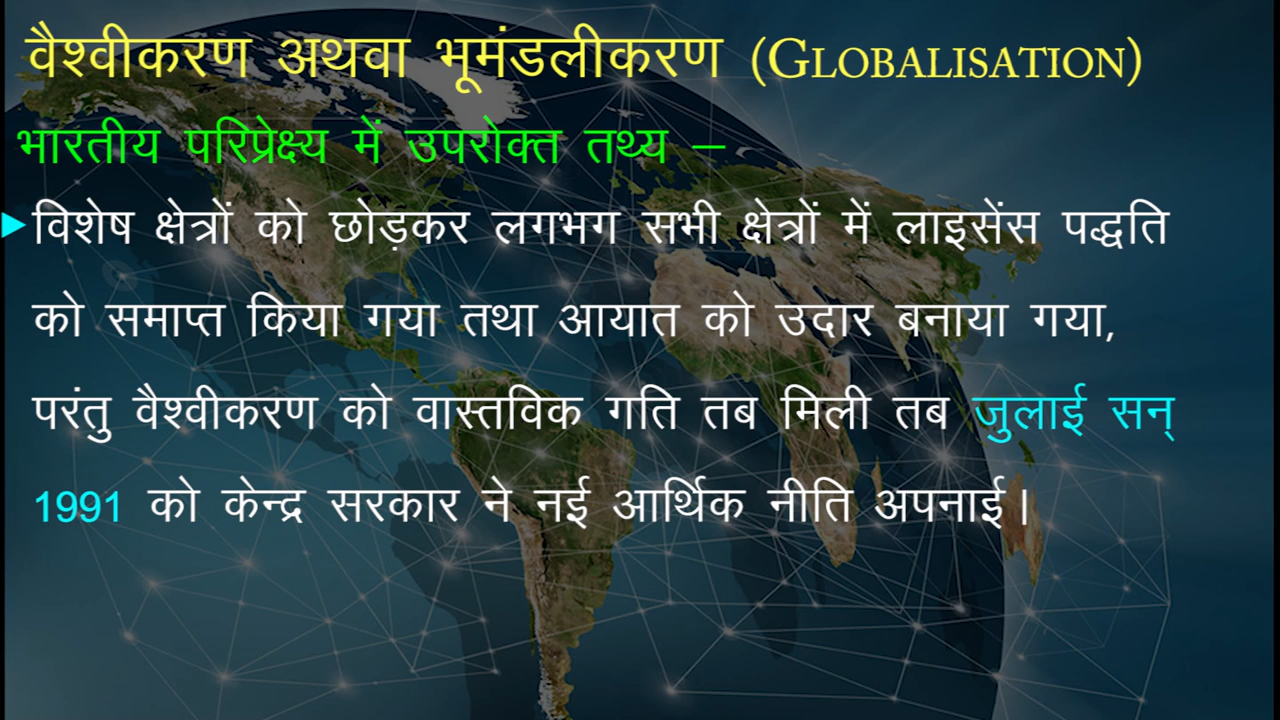 वैश्वीकरण अथवा भूमंडलीकरण (GLOBALISATION)
भारतीय परिप्रेक्ष्य में उपरोक्त तथ्य –
विशेष क्षेत्रों को छोड़कर लगभग सभी क्षेत्रों में लाइसेंस पद्धति
को समाप्त किया गया तथा आयात को उदार बनाया गया,
परंतु वैश्वीकरण को वास्तविक गति तब मिली तब जुलाई सन्
1991 को केन्द्र सरकार ने नई आर्थिक नीति अपनाई।